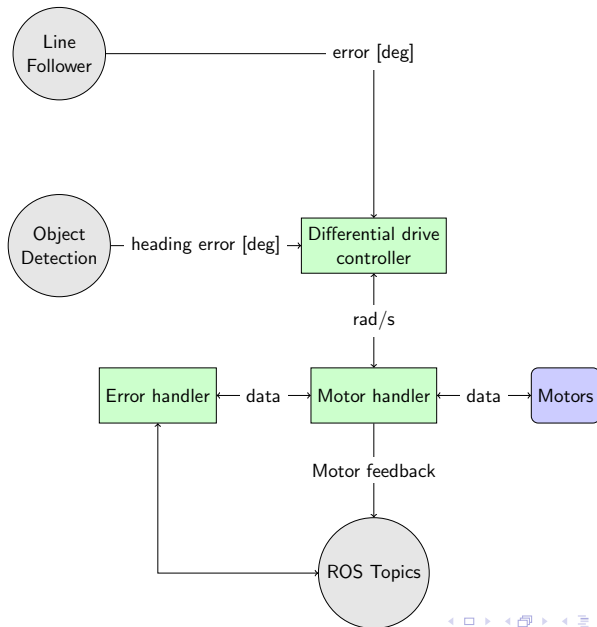 Line
Follower
error [deg]
Object
Detection
heading error [deg]
Differential drive
controller
rad/s
Error handler
data
Motor handler
data
Motors
Motor feedback
ROS Topics